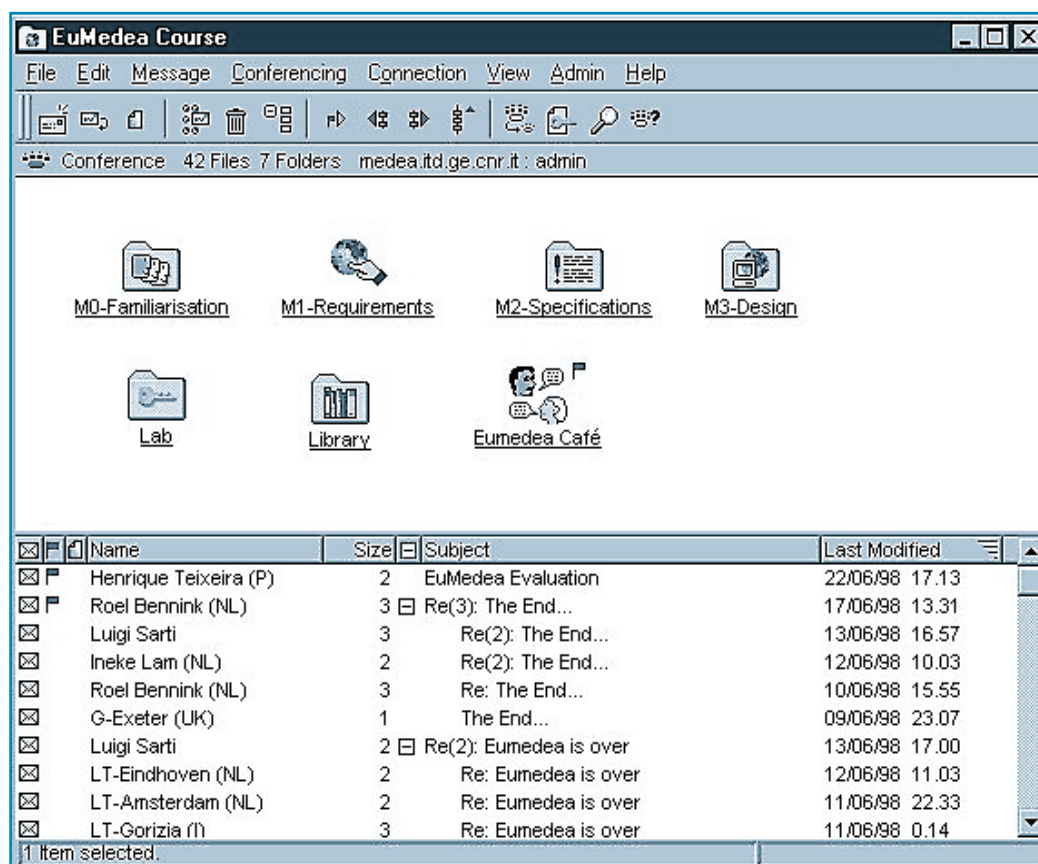 EuMedea Course
File Edit Message Conferencing Connection View Admin Help
Conference 42 Files 7 Folders medea.itd.ge.cnr.it : admin
M0-Familiarisation M1-Requirements M2-Specifications M3-Design
Lab Library Eumedea Café
Name Size Subject Last Modified
Henrique Teixeira (P) 2 EuMedea Evaluation 22/06/98 17.13
Roel Bennink (NL) 3 Re(3): The End... 17/06/98 13.31
Luigi Sarti 3 Re(2): The End... 13/06/98 16.57
Ineke Lam (NL) 2 Re(2): The End... 12/06/98 10.03
Roel Bennink (NL) 3 Re: The End... 10/06/98 15.55
G-Exeter (UK) 1 The End... 09/06/98 23.07
Luigi Sarti 2 Re(2): Eumedea is over 13/06/98 17.00
LT-Eindhoven (NL) 2 Re: Eumedea is over 12/06/98 11.03
LT-Amsterdam (NL) 2 Re: Eumedea is over 11/06/98 22.33
LT-Gorizia (I) 3 Re: Eumedea is over 11/06/98 0.14
1 Item selected.